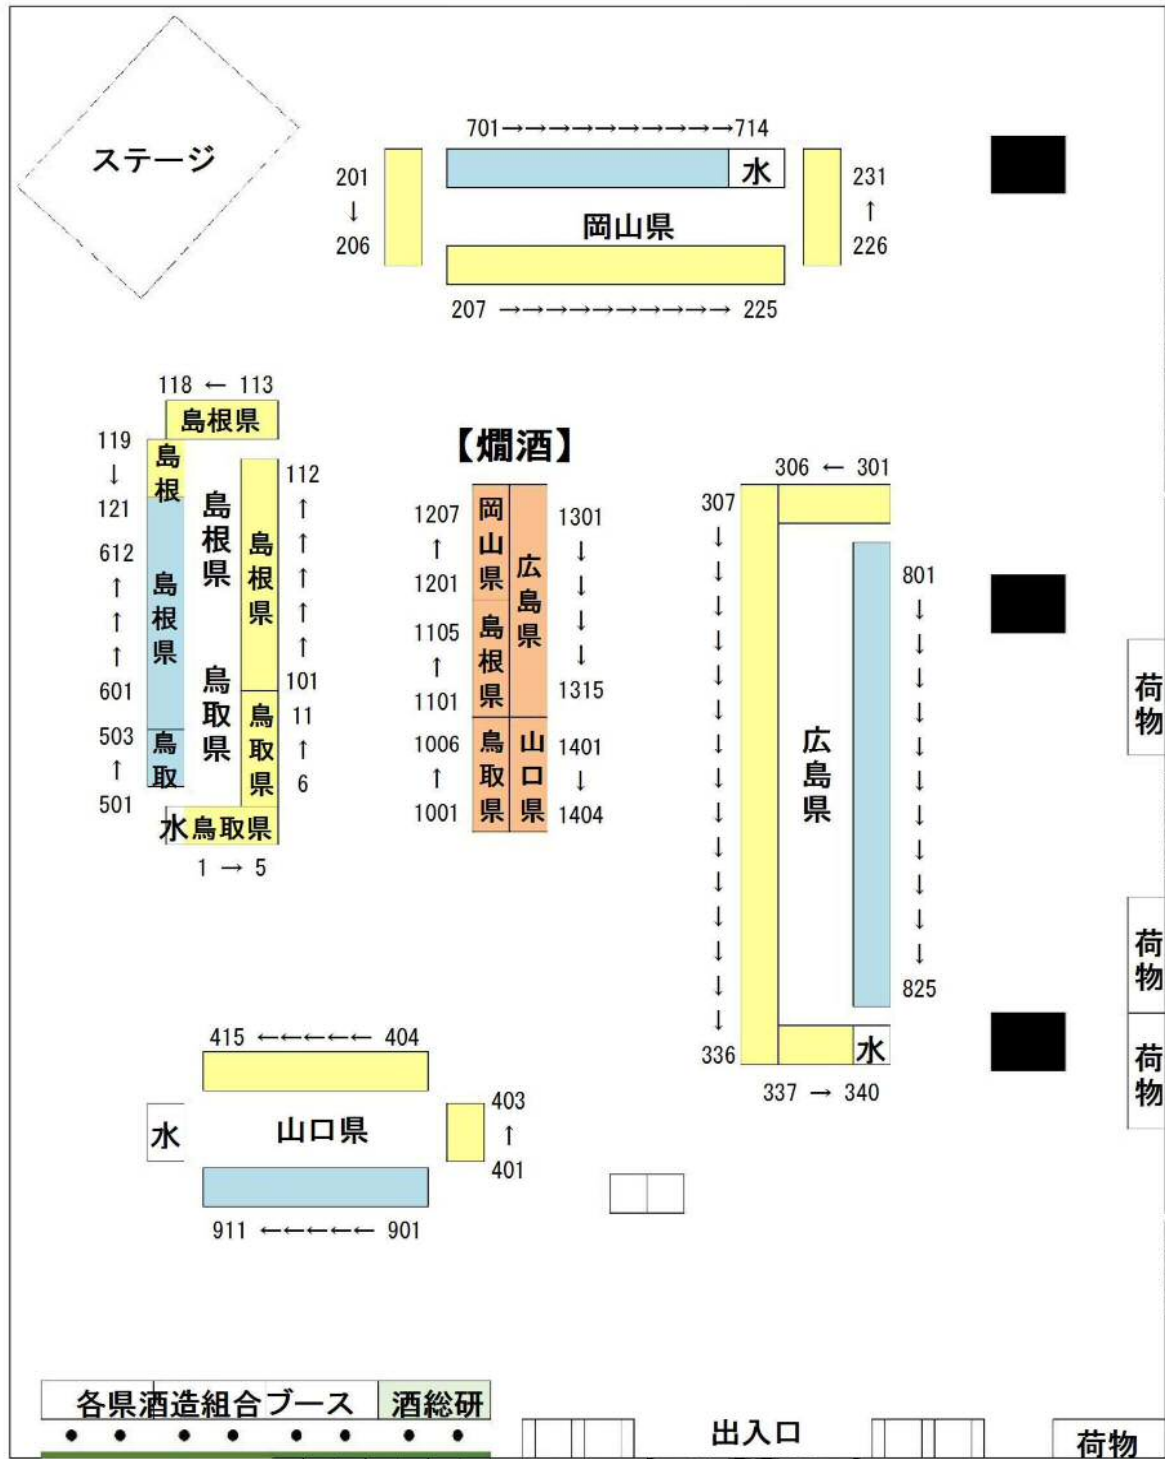 ステージ
701→→→→→→→→→→714
201
↓
206
水
231
↑
226
岡山県
207 →→→→→→→→→→ 225
118 ← 113
島根県
119
↓
121
島根
612
↑
↑
↑
601
島根県
503
↑
501
鳥取
島根県
鳥取県
島根県
112
↑
↑
↑
↑
↑
101
鳥取県
11
↑
6
水
鳥取県
1 → 5
【燗酒】
1207
↑
1201
岡山県
1105
↑
1101
島根県
1006
↑
1001
鳥取県
広島県
1301
↓
↓
↓
↓
1315
山口県
1401
↓
1404
306 ← 301
307
↓
↓
↓
↓
↓
↓
↓
↓
↓
↓
↓
↓
↓
↓
336
広島県
801
↓
↓
↓
↓
↓
↓
↓
↓
↓
↓
825
水
337 → 340
荷物
荷物
荷物
415 ←←←←← 404
水
山口県
403
↑
401
911 ←←←←← 901
各県酒造組合ブース
酒総研
出入口
荷物